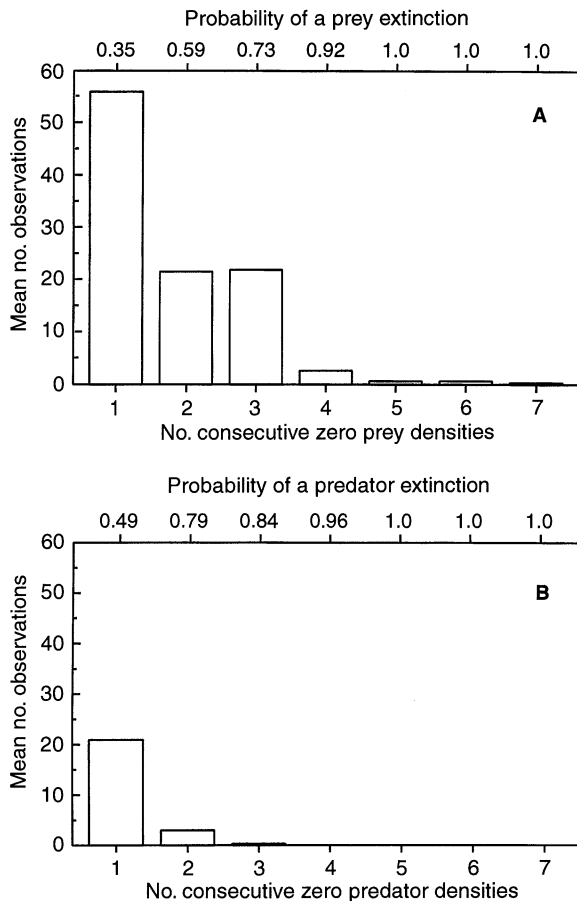 Probability of a prey extinction
0.35 0.59 0.73 0.92 1.0 1.0 1.0
60
50
40
30
20
10
0
Mean no. observations
A
1 2 3 4 5 6 7
No. consecutive zero prey densities
Probability of a predator extinction
0.49 0.79 0.84 0.96 1.0 1.0 1.0
60
50
40
30
20
10
0
Mean no. observations
B
1 2 3 4 5 6 7
No. consecutive zero predator densities